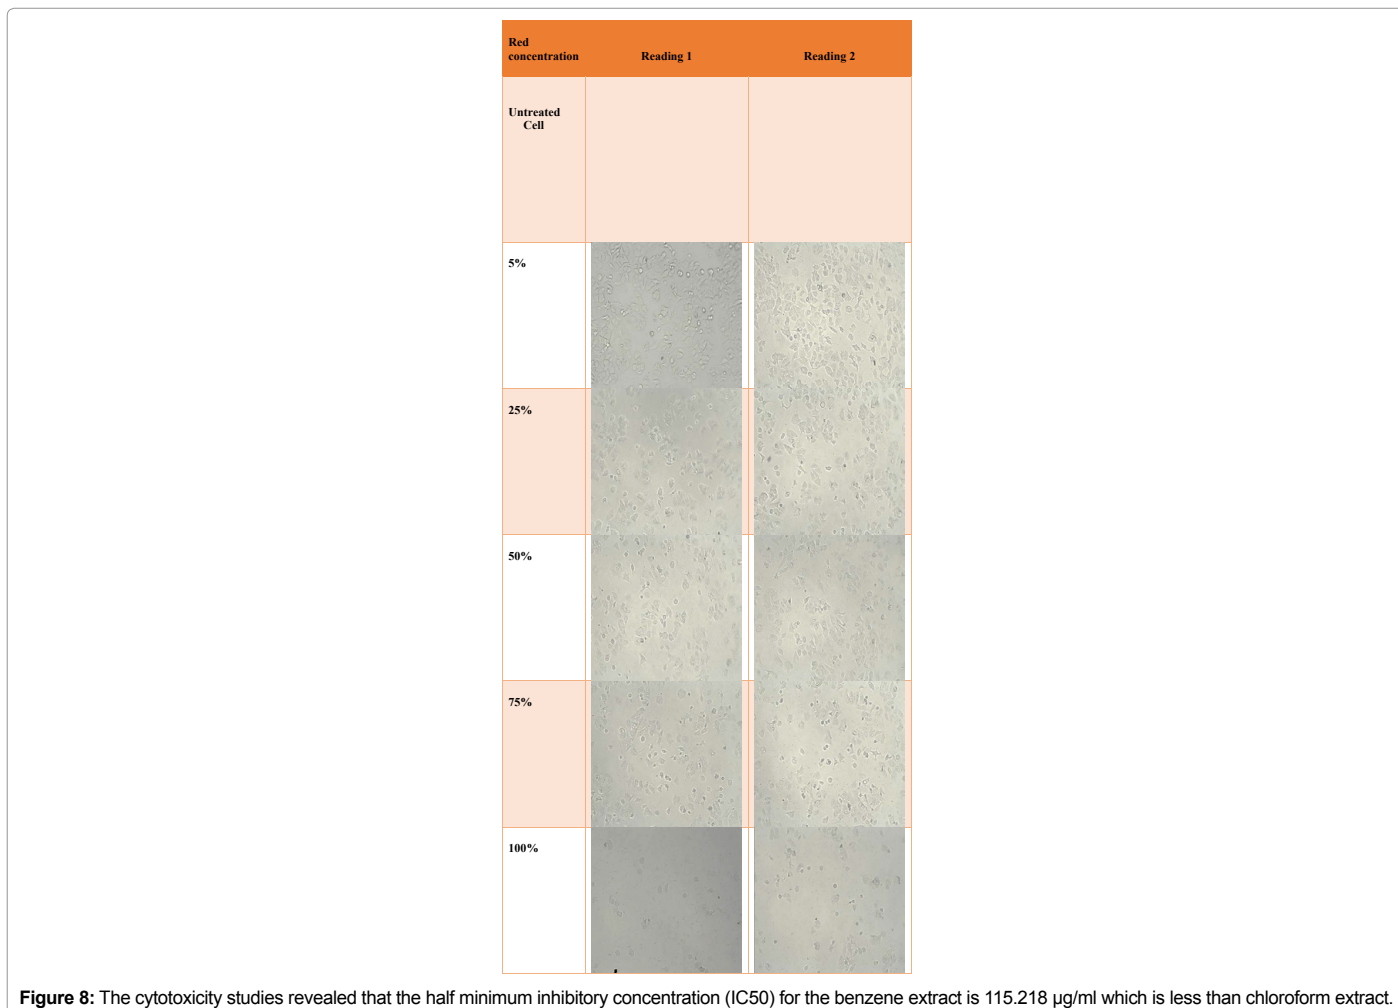 Red
concentration
Reading 1
Reading 2
Untreated
Cell
5%
25%
50%
75%
100%
Figure 8: The cytotoxicity studies revealed that the half minimum inhibitory concentration (IC50) for the benzene extract is 115.218 µg/ml which is less than chloroform extract.